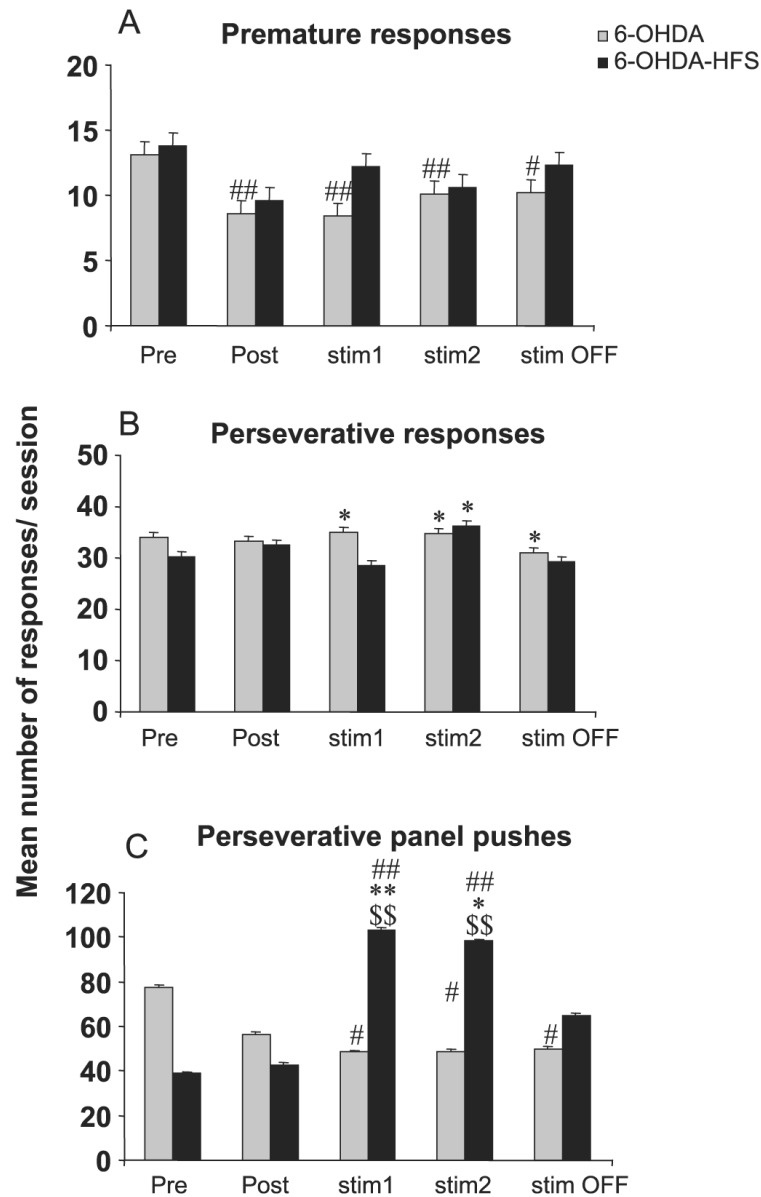 A
Premature responses
6-OHDA
6-OHDA-HFS
20
15
10
5
0
##
##
##
#
Pre Post stim1 stim2 stim OFF
Mean number of responses/ session
B
Perseverative responses
50
40
30
20
10
0
*
*
*
*
Pre Post stim1 stim2 stim OFF
C
Perseverative panel pushes
120
100
80
60
40
20
0
##
**
$$
##
*
$$
#
#
#
Pre Post stim1 stim2 stim OFF